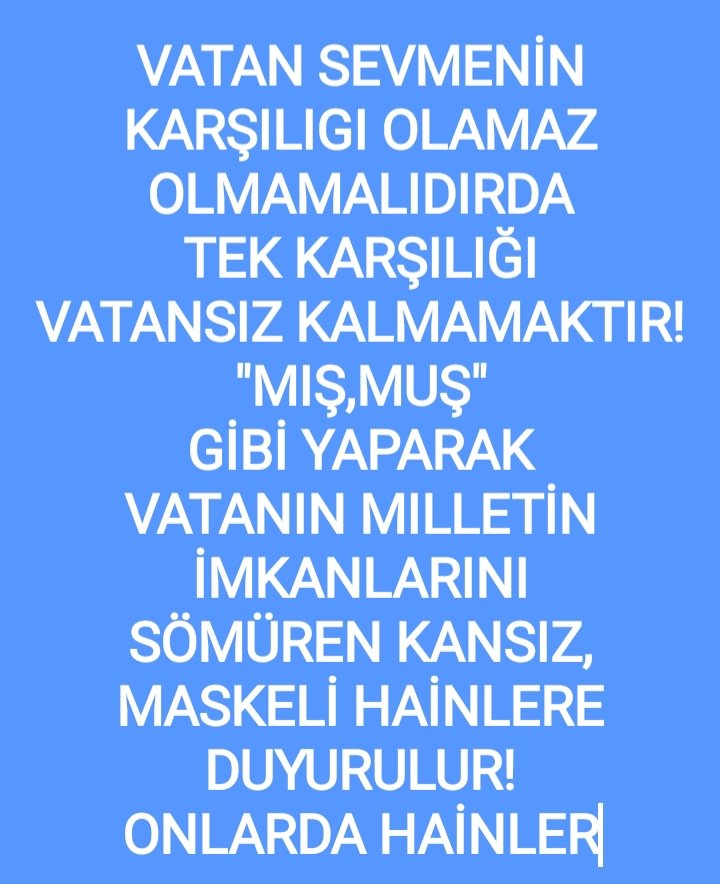 VATAN SEVMENİN
KARŞILIGI OLAMAZ
OLMAMALIDIRDA
TEK KARŞILIĞI
VATANSIZ KALMAMAKTIR!
"MIŞ,MUŞ"
GİBİ YAPARAK
VATANIN MILLETİN
İMKANLARINI
SÖMÜREN KANSIZ,
MASKELİ HAİNLERE
DUYURULUR!
ONLARDA HAİNLER